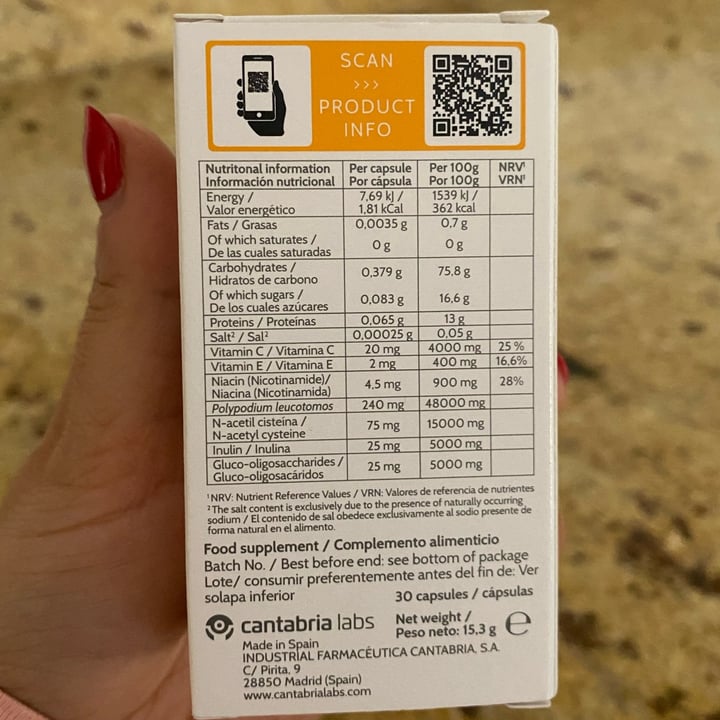 SCAN
>>>
PRODUCT
INFO
Nutritonal information Per capsule Per 100g NRV¹
Información nutricional Por cápsula Por 100g VRN¹
Energy / 7,69 kJ / 1539 kJ /
Valor energético 1,81 kCal 362 kcal
Fats / Grasas 0,0035 g 0,7 g
Of which saturates /
De las cuales saturadas 0 g 0 g
Carbohydrates /
Hidratos de carbono 0,379 g 75,8 g
Of which sugars /
De los cuales azúcares 0,083 g 16,6 g
Proteins / Proteínas 0,065 g 13 g
Salt² / Sal² 0,00025 g 0,05 g
Vitamin C / Vitamina C 20 mg 4000 mg 25 %
Vitamin E / Vitamina E 2 mg 400 mg 16,6%
Niacin (Nicotinamide)/
Niacina (Nicotinamida) 4,5 mg 900 mg 28%
Polypodium leucotomos 240 mg 48000 mg
N-acetil cisteína /
N-acetyl cysteine 75 mg 15000 mg
Inulin / Inulina 25 mg 5000 mg
Gluco-oligosaccharides /
Gluco-oligosacáridos 25 mg 5000 mg
¹NRV: Nutrient Reference Values / VRN: Valores de referencia de nutrientes
²The salt content is exclusively due to the presence of naturally occurring
sodium / El contenido de sal obedece exclusivamente al sodio presente de
forma natural en el alimento.
Food supplement / Complemento alimenticio
Batch No. / Best before end: see bottom of package
Lote/ consumir preferentemente antes del fin de: Ver
solapa inferior
30 capsules / cápsulas
cantabria labs
Net weight /
Peso neto: 15,3 g e
Made in Spain
INDUSTRIAL FARMACÉUTICA CANTABRIA, S.A.
C/ Pirita, 9
28850 Madrid (Spain)
www.cantabrialabs.com